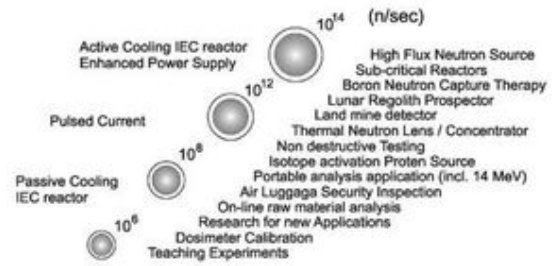 10^14 (n/sec)
Active Cooling IEC reactor
Enhanced Power Supply
10^12
Pulsed Current
10^8
Passive Cooling
IEC reactor
10^6
High Flux Neutron Source
Sub-critical Reactors
Boron Neutron Capture Therapy
Lunar Regolith Prospector
Land mine detector
Thermal Neutron Lens / Concentrator
Non destructive Testing
Isotope activation Proten Source
Portable analysis application (incl. 14 MeV)
Air Luggaga Security Inspection
On-line raw material analysis
Research for new Applications
Dosimeter Calibration
Teaching Experiments